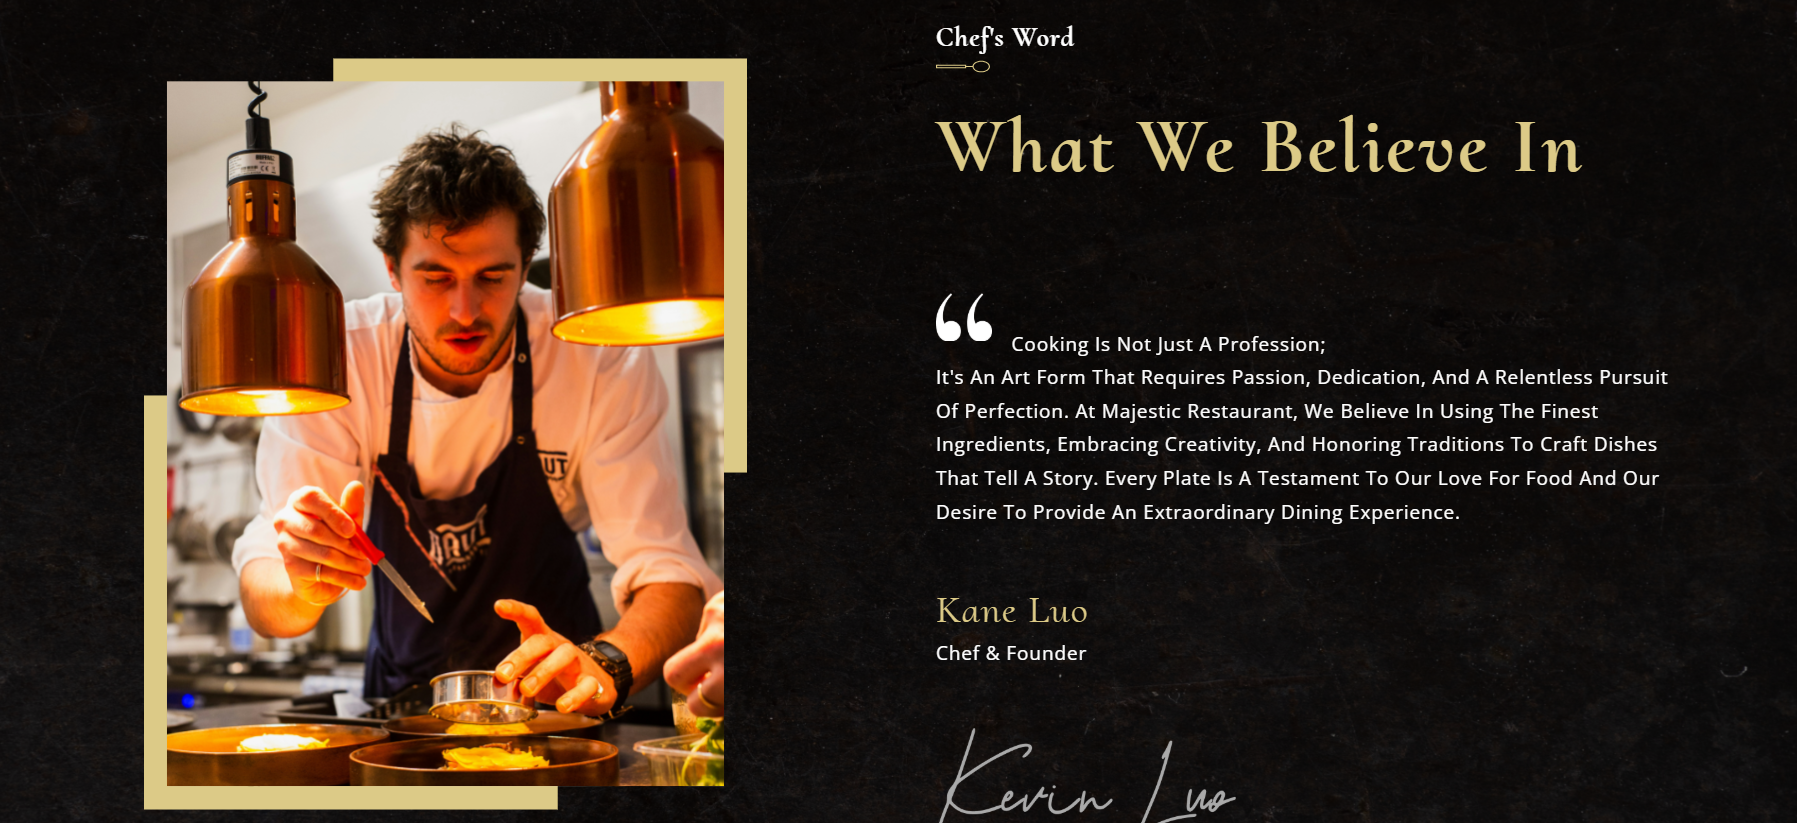 Chef's Word
What We Believe In
“ Cooking Is Not Just A Profession;
It's An Art Form That Requires Passion, Dedication, And A Relentless Pursuit
Of Perfection. At Majestic Restaurant, We Believe In Using The Finest
Ingredients, Embracing Creativity, And Honoring Traditions To Craft Dishes
That Tell A Story. Every Plate Is A Testament To Our Love For Food And Our
Desire To Provide An Extraordinary Dining Experience.
Kane Luo
Chef & Founder
Kevin Luo